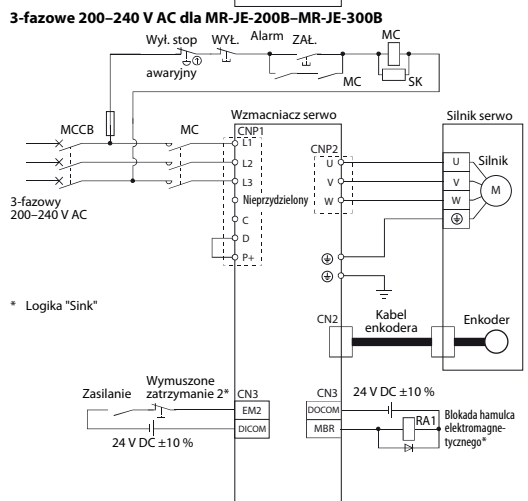 3-fazowe 200–240 V AC dla MR-JE-200B–MR-JE-300B
Wył. stop
awaryjny
WYŁ.
Alarm
ZAŁ.
MC
MC
SK
MCCB
MC
3-fazowy
200–240 V AC
Wzmacniacz serwo
CNP1
L1
L2
L3
Nieprzydzielony
C
D
P+
CNP2
U
V
W
Silnik serwo
U
V
W
Silnik
M
* Logika "Sink"
CN2
Kabel
enkodera
Enkoder
Zasilanie
Wymuszone
zatrzymanie 2*
24 V DC ±10 %
CN3
EM2
DICOM
CN3
DOCOM
MBR
24 V DC ±10 %
RA1
Blokada hamulca
elektromagne-
tycznego*